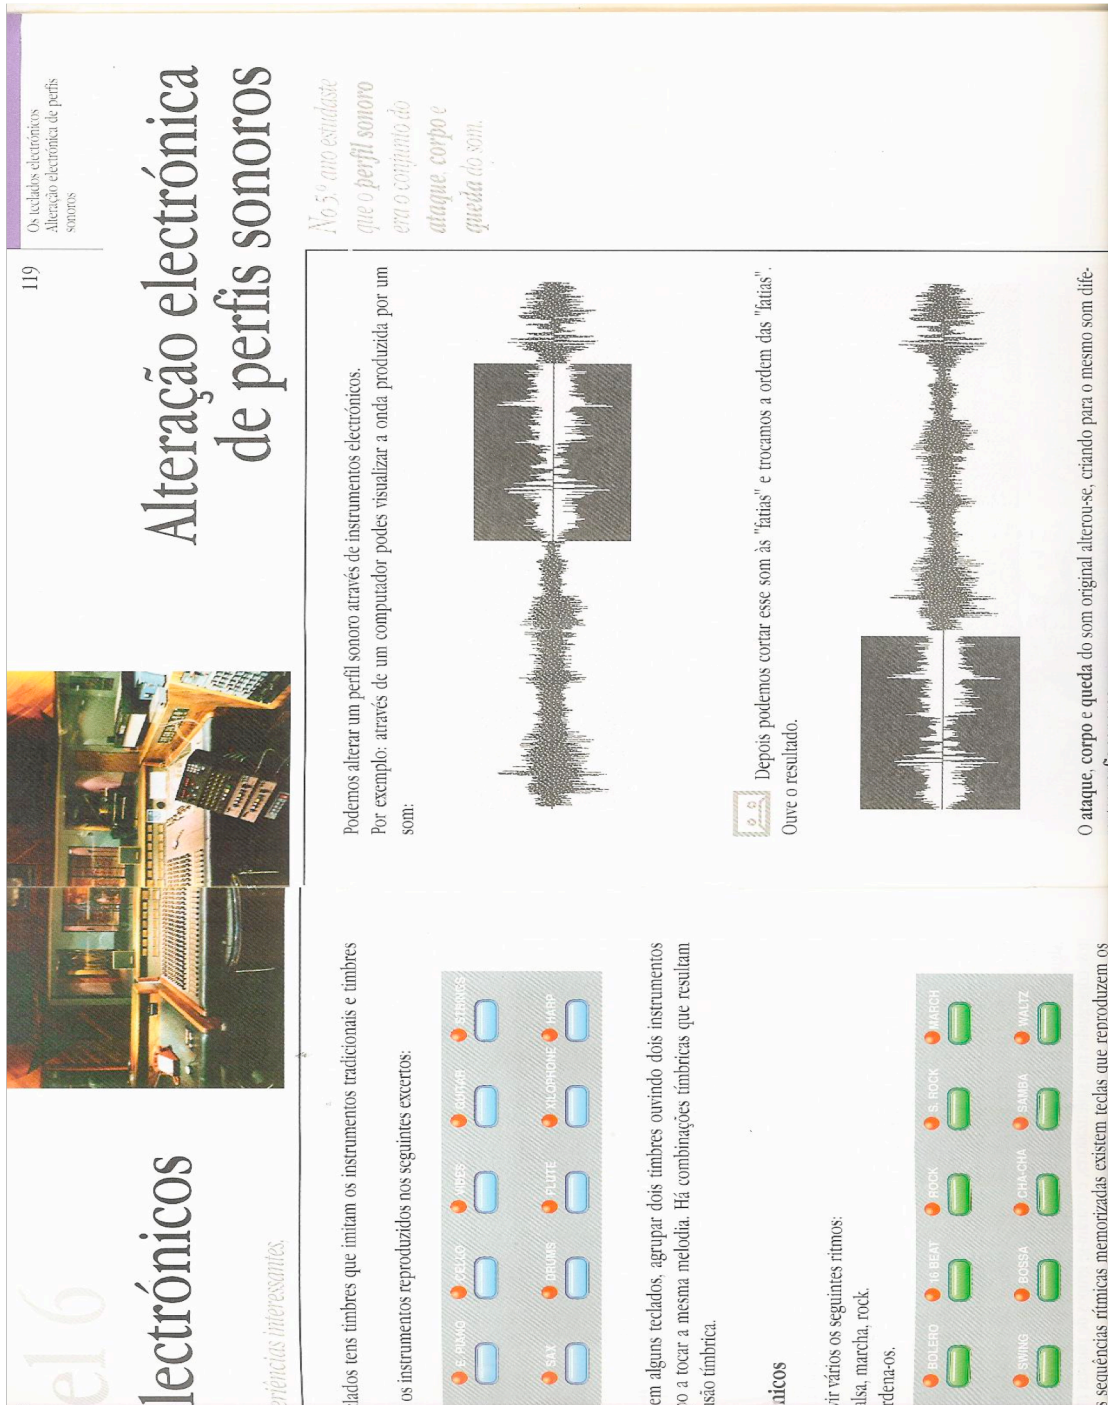 el 6
lectrónicos
eriências interessantes.
lados tens timbres que imitam os instrumentos tradicionais e timbres
os instrumentos reproduzidos nos seguintes excertos:
E. PIANO CELLO VIBES GUITAR STRINGS
SAX DRUMS FLUTE XILOPHONE HARP
em alguns teclados, agrupar dois timbres ouvindo dois instrumentos
o a tocar a mesma melodia. Há combinações tímbricas que resultam
são tímbrica.
nicos
vir vários os seguintes ritmos:
alsa, marcha, rock.
rdena-os.
BOLERO 16 BEAT ROCK S. ROCK MARCH
SWING BOSSA CHA-CHA SAMBA WALTZ
s sequências rítmicas memorizadas existem teclas que reproduzem os
119
Os teclados electrónicos
Alteração electrónica de perfis
sonoros
Alteração electrónica
de perfis sonoros
No 5.º ano estudaste
que o perfil sonoro
era o conjunto do
ataque, corpo e
queda do som.
Podemos alterar um perfil sonoro através de instrumentos electrónicos.
Por exemplo: através de um computador podes visualizar a onda produzida por um
som:
Depois podemos cortar esse som às "fatias" e trocamos a ordem das "fatias".
Ouve o resultado.
O ataque, corpo e queda do som original alterou-se, criando para o mesmo som dife-